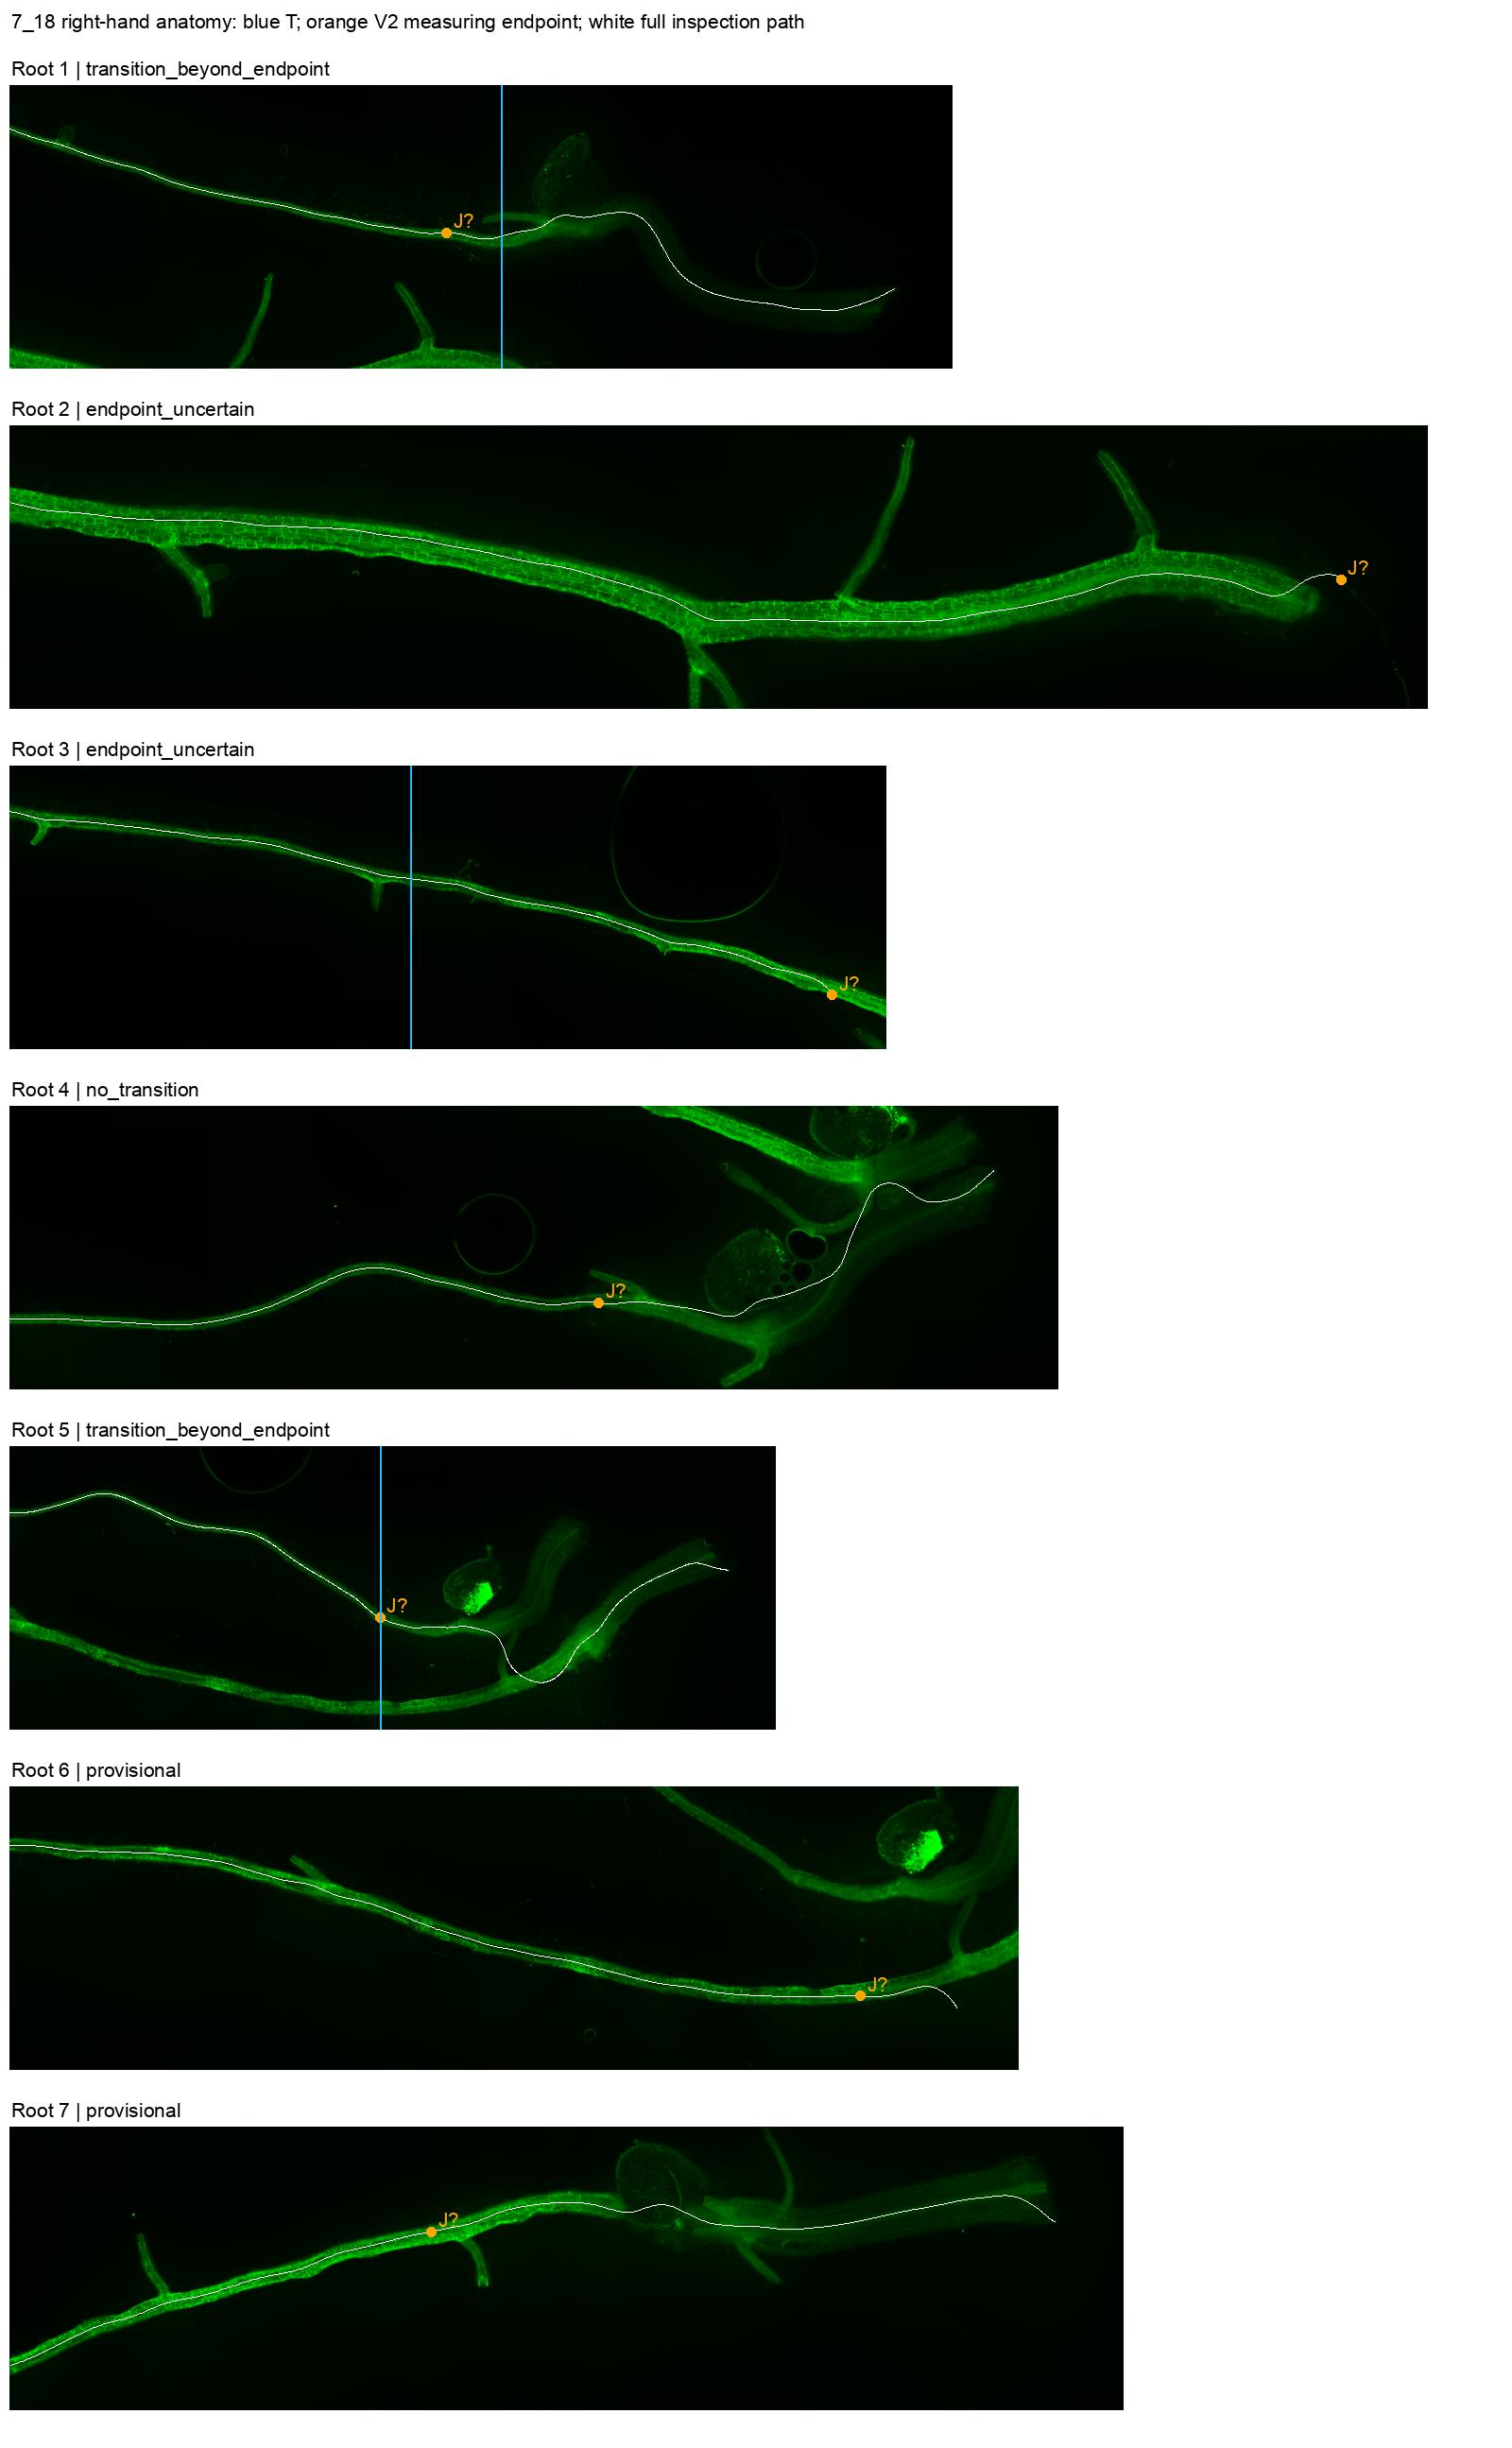 7_18 right-hand anatomy: blue T; orange V2 measuring endpoint; white full inspection path
Root 1 | transition_beyond_endpoint
J?
Root 2 | endpoint_uncertain
J?
Root 3 | endpoint_uncertain
J?
Root 4 | no_transition
J?
Root 5 | transition_beyond_endpoint
J?
Root 6 | provisional
J?
Root 7 | provisional
J?